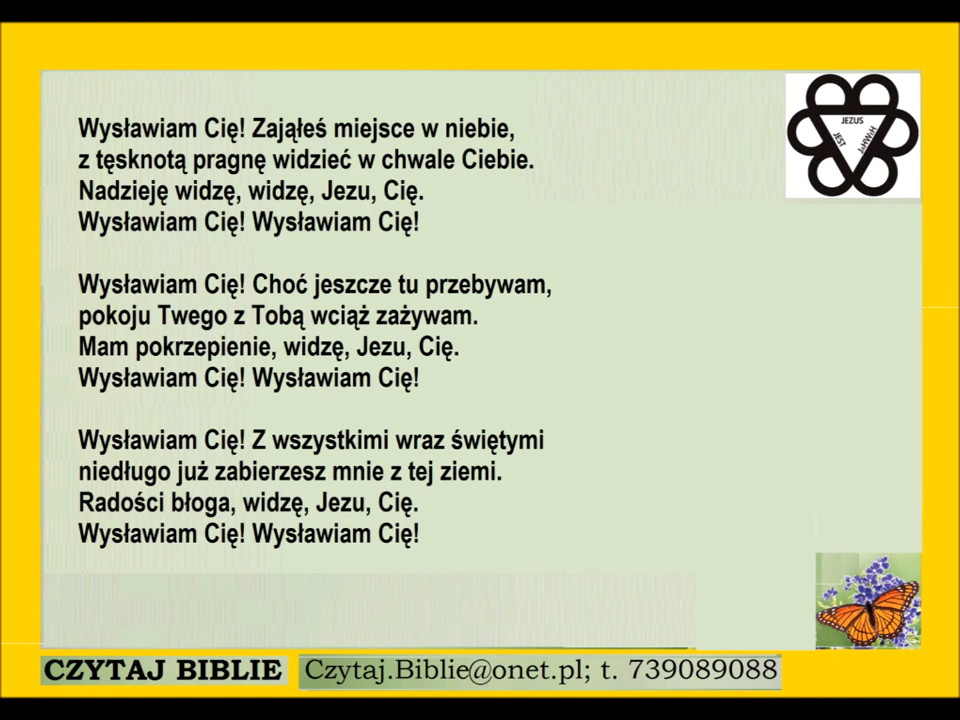 Wysławiam Cię! Zająłeś miejsce w niebie,
z tęsknotą pragnę widzieć w chwale Ciebie.
Nadzieję widzę, widzę, Jezu, Cię.
Wysławiam Cię! Wysławiam Cię!
Wysławiam Cię! Choć jeszcze tu przebywam,
pokoju Twego z Tobą wciąż zażywam.
Mam pokrzepienie, widzę, Jezu, Cię.
Wysławiam Cię! Wysławiam Cię!
Wysławiam Cię! Z wszystkimi wraz świętymi
niedługo już zabierzesz mnie z tej ziemi.
Radości błoga, widzę, Jezu, Cię.
Wysławiam Cię! Wysławiam Cię!
JEZUS
JEST
JaHWeH
CZYTAJ BIBLIE
Czytaj.Biblie@onet.pl; t. 739089088